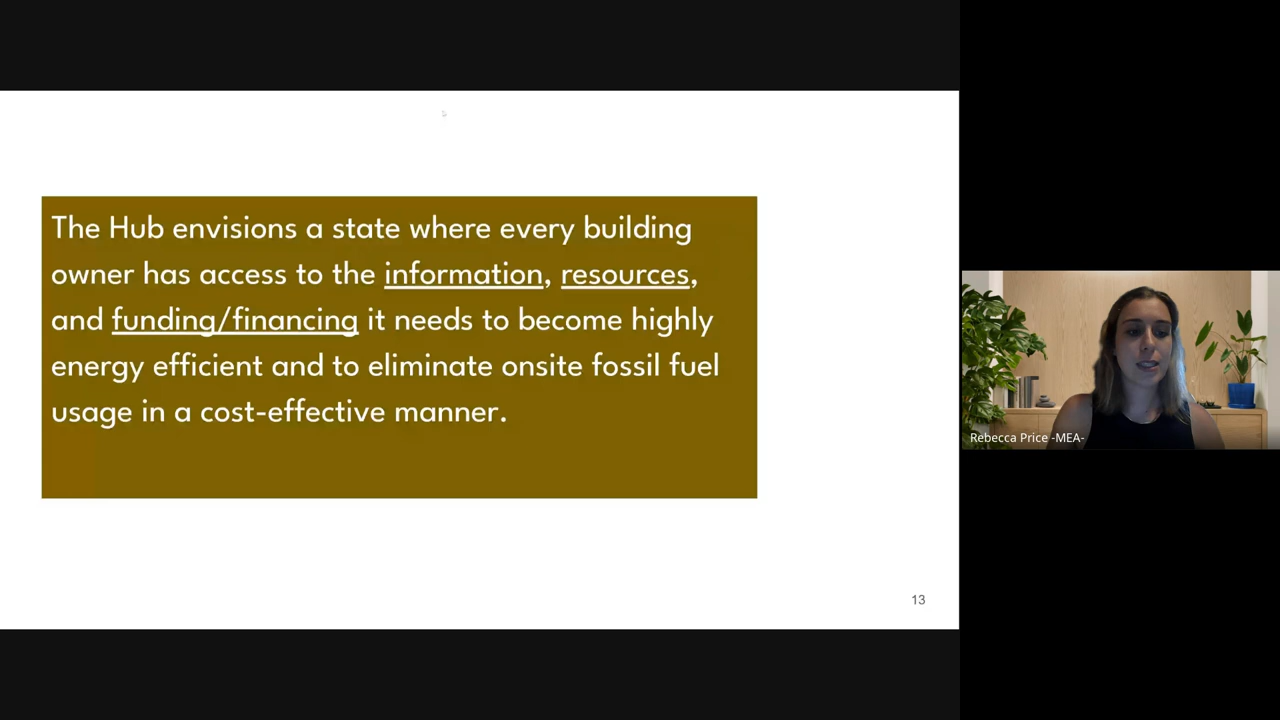 The Hub envisions a state where every building
owner has access to the information, resources,
and funding/financing it needs to become highly
energy efficient and to eliminate onsite fossil fuel
usage in a cost-effective manner.
Rebecca Price -MEA-
13